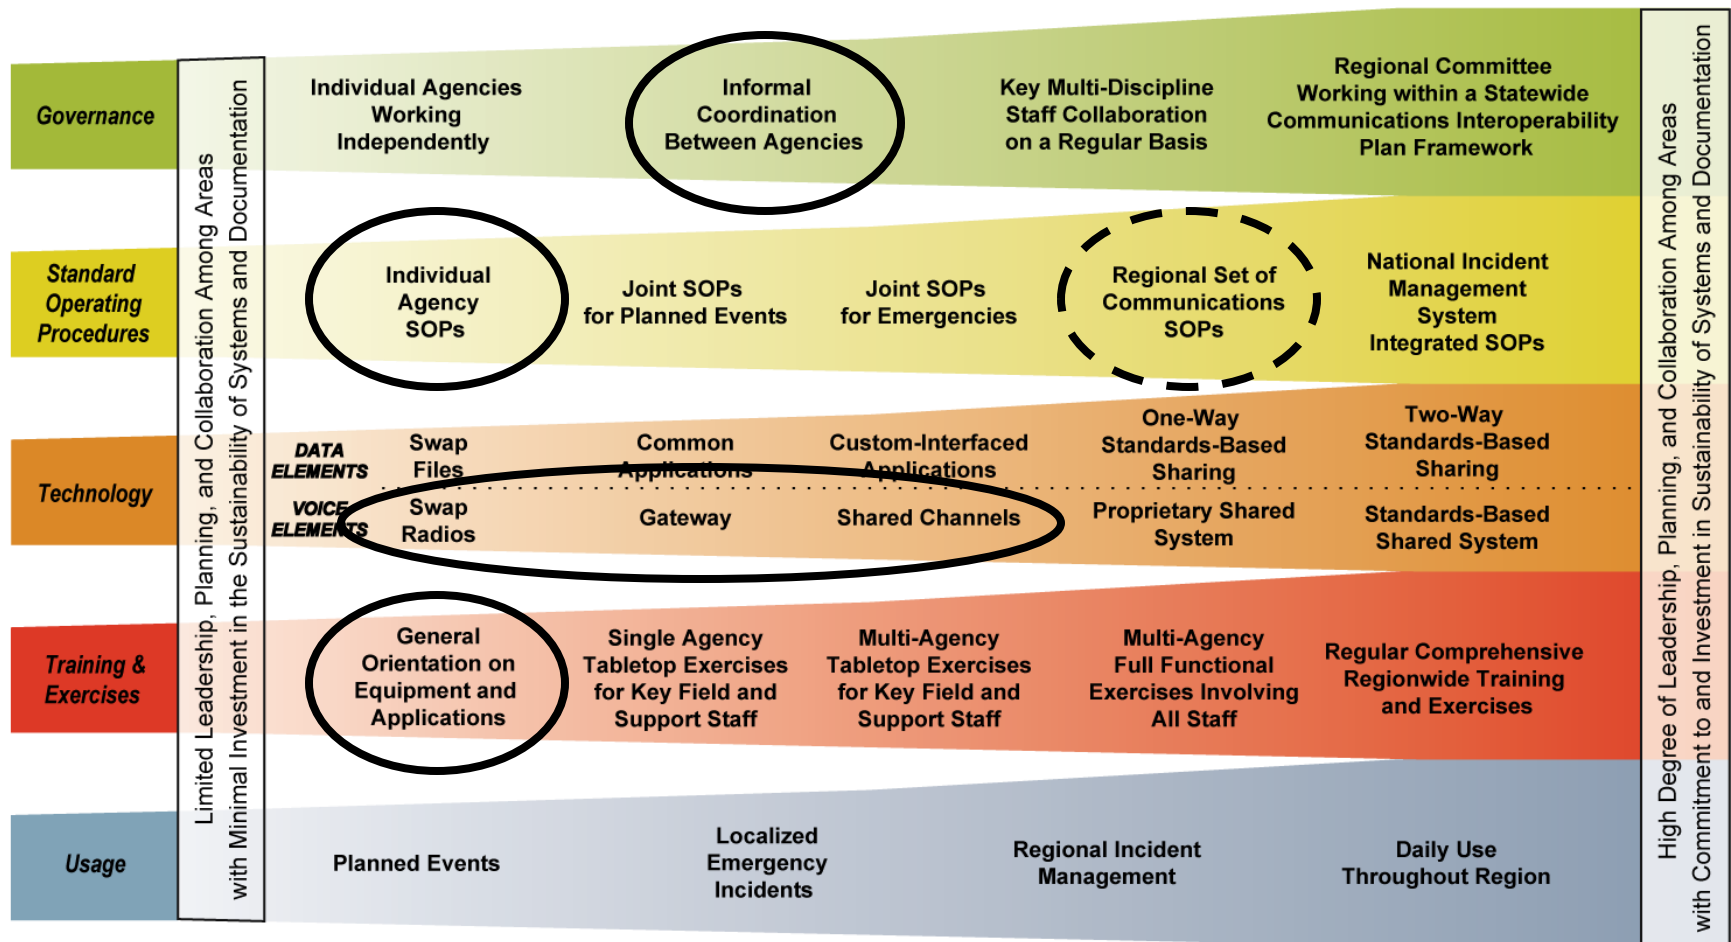 Governance
Individual Agencies
Working
Independently
Informal
Coordination
Between Agencies
Key Multi-Discipline
Staff Collaboration
on a Regular Basis
Regional Committee
Working within a Statewide
Communications Interoperability
Plan Framework
Standard
Operating
Procedures
Individual
Agency
SOPs
Joint SOPs
for Planned Events
Joint SOPs
for Emergencies
Regional Set of
Communications
SOPs
National Incident
Management
System
Integrated SOPs
Technology
DATA
ELEMENTS
Swap
Files
Common
Applications
Custom-Interfaced
Applications
One-Way
Standards-Based
Sharing
Two-Way
Standards-Based
Sharing
VOICE
ELEMENTS
Swap
Radios
Gateway
Shared Channels
Proprietary Shared
System
Standards-Based
Shared System
Training &
Exercises
General
Orientation on
Equipment and
Applications
Single Agency
Tabletop Exercises
for Key Field and
Support Staff
Multi-Agency
Tabletop Exercises
for Key Field and
Support Staff
Multi-Agency
Full Functional
Exercises Involving
All Staff
Regular Comprehensive
Regionwide Training
and Exercises
Usage
Planned Events
Localized
Emergency
Incidents
Regional Incident
Management
Daily Use
Throughout Region
Limited Leadership, Planning, and Collaboration Among Areas
with Minimal Investment in the Sustainability of Systems and Documentation
High Degree of Leadership, Planning, and Collaboration Among Areas
with Commitment to and Investment in Sustainability of Systems and Documentation